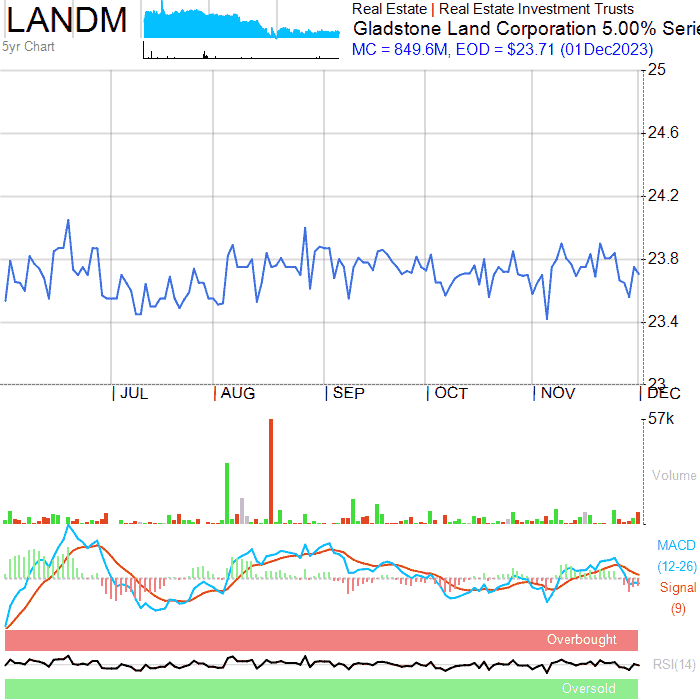 LANDM
5yr Chart
Real Estate | Real Estate Investment Trusts
Gladstone Land Corporation 5.00% Serie
MC = 849.6M, EOD = $23.71 (01Dec2023)
25
24.6
24.2
23.8
23.4
23
JUL
AUG
SEP
OCT
NOV
DEC
57k
Volume
MACD
(12-26)
Signal
(9)
Overbought
RSI(14)
Oversold